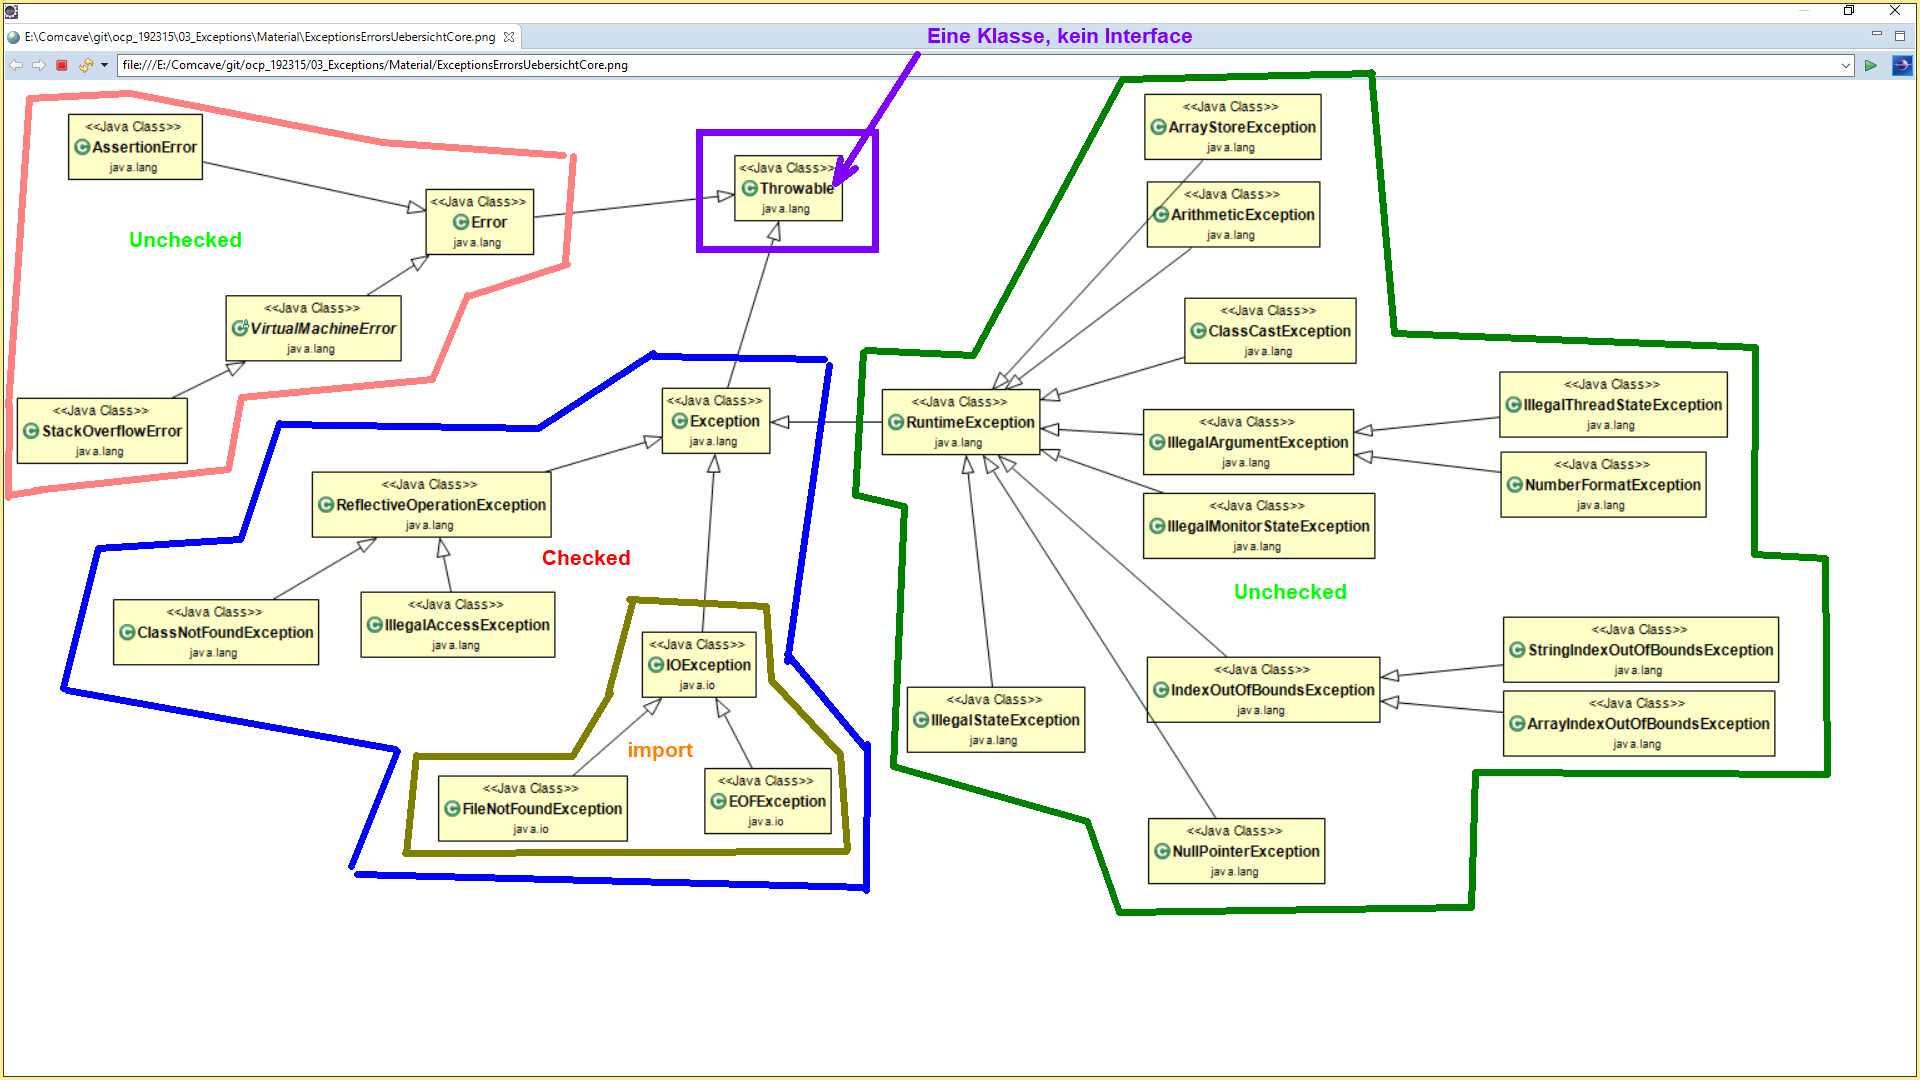 E:\Comcave\git\ocp_192315\03_Exceptions\Material\ExceptionsErrorsUebersichtCore.png
Eine Klasse, kein Interface
file:///E:/Comcave/git/ocp_192315/03_Exceptions/Material/ExceptionsErrorsUebersichtCore.png
<<Java Class>>
AssertionError
java.lang
<<Java Class>>
Error
java.lang
Unchecked
<<Java Class>>
VirtualMachineError
java.lang
<<Java Class>>
StackOverflowError
java.lang
<<Java Class>>
Throwable
java.lang
<<Java Class>>
Exception
java.lang
<<Java Class>>
ReflectiveOperationException
java.lang
Checked
<<Java Class>>
ClassNotFoundException
java.lang
<<Java Class>>
IllegalAccessException
java.lang
<<Java Class>>
IOException
java.io
import
<<Java Class>>
FileNotFoundException
java.io
<<Java Class>>
EOFException
java.io
<<Java Class>>
ArrayStoreException
java.lang
<<Java Class>>
ArithmeticException
java.lang
<<Java Class>>
ClassCastException
java.lang
<<Java Class>>
RuntimeException
java.lang
<<Java Class>>
IllegalArgumentException
java.lang
<<Java Class>>
IllegalThreadStateException
java.lang
<<Java Class>>
NumberFormatException
java.lang
<<Java Class>>
IllegalMonitorStateException
java.lang
Unchecked
<<Java Class>>
IllegalStateException
java.lang
<<Java Class>>
IndexOutOfBoundsException
java.lang
<<Java Class>>
StringIndexOutOfBoundsException
java.lang
<<Java Class>>
ArrayIndexOutOfBoundsException
java.lang
<<Java Class>>
NullPointerException
java.lang